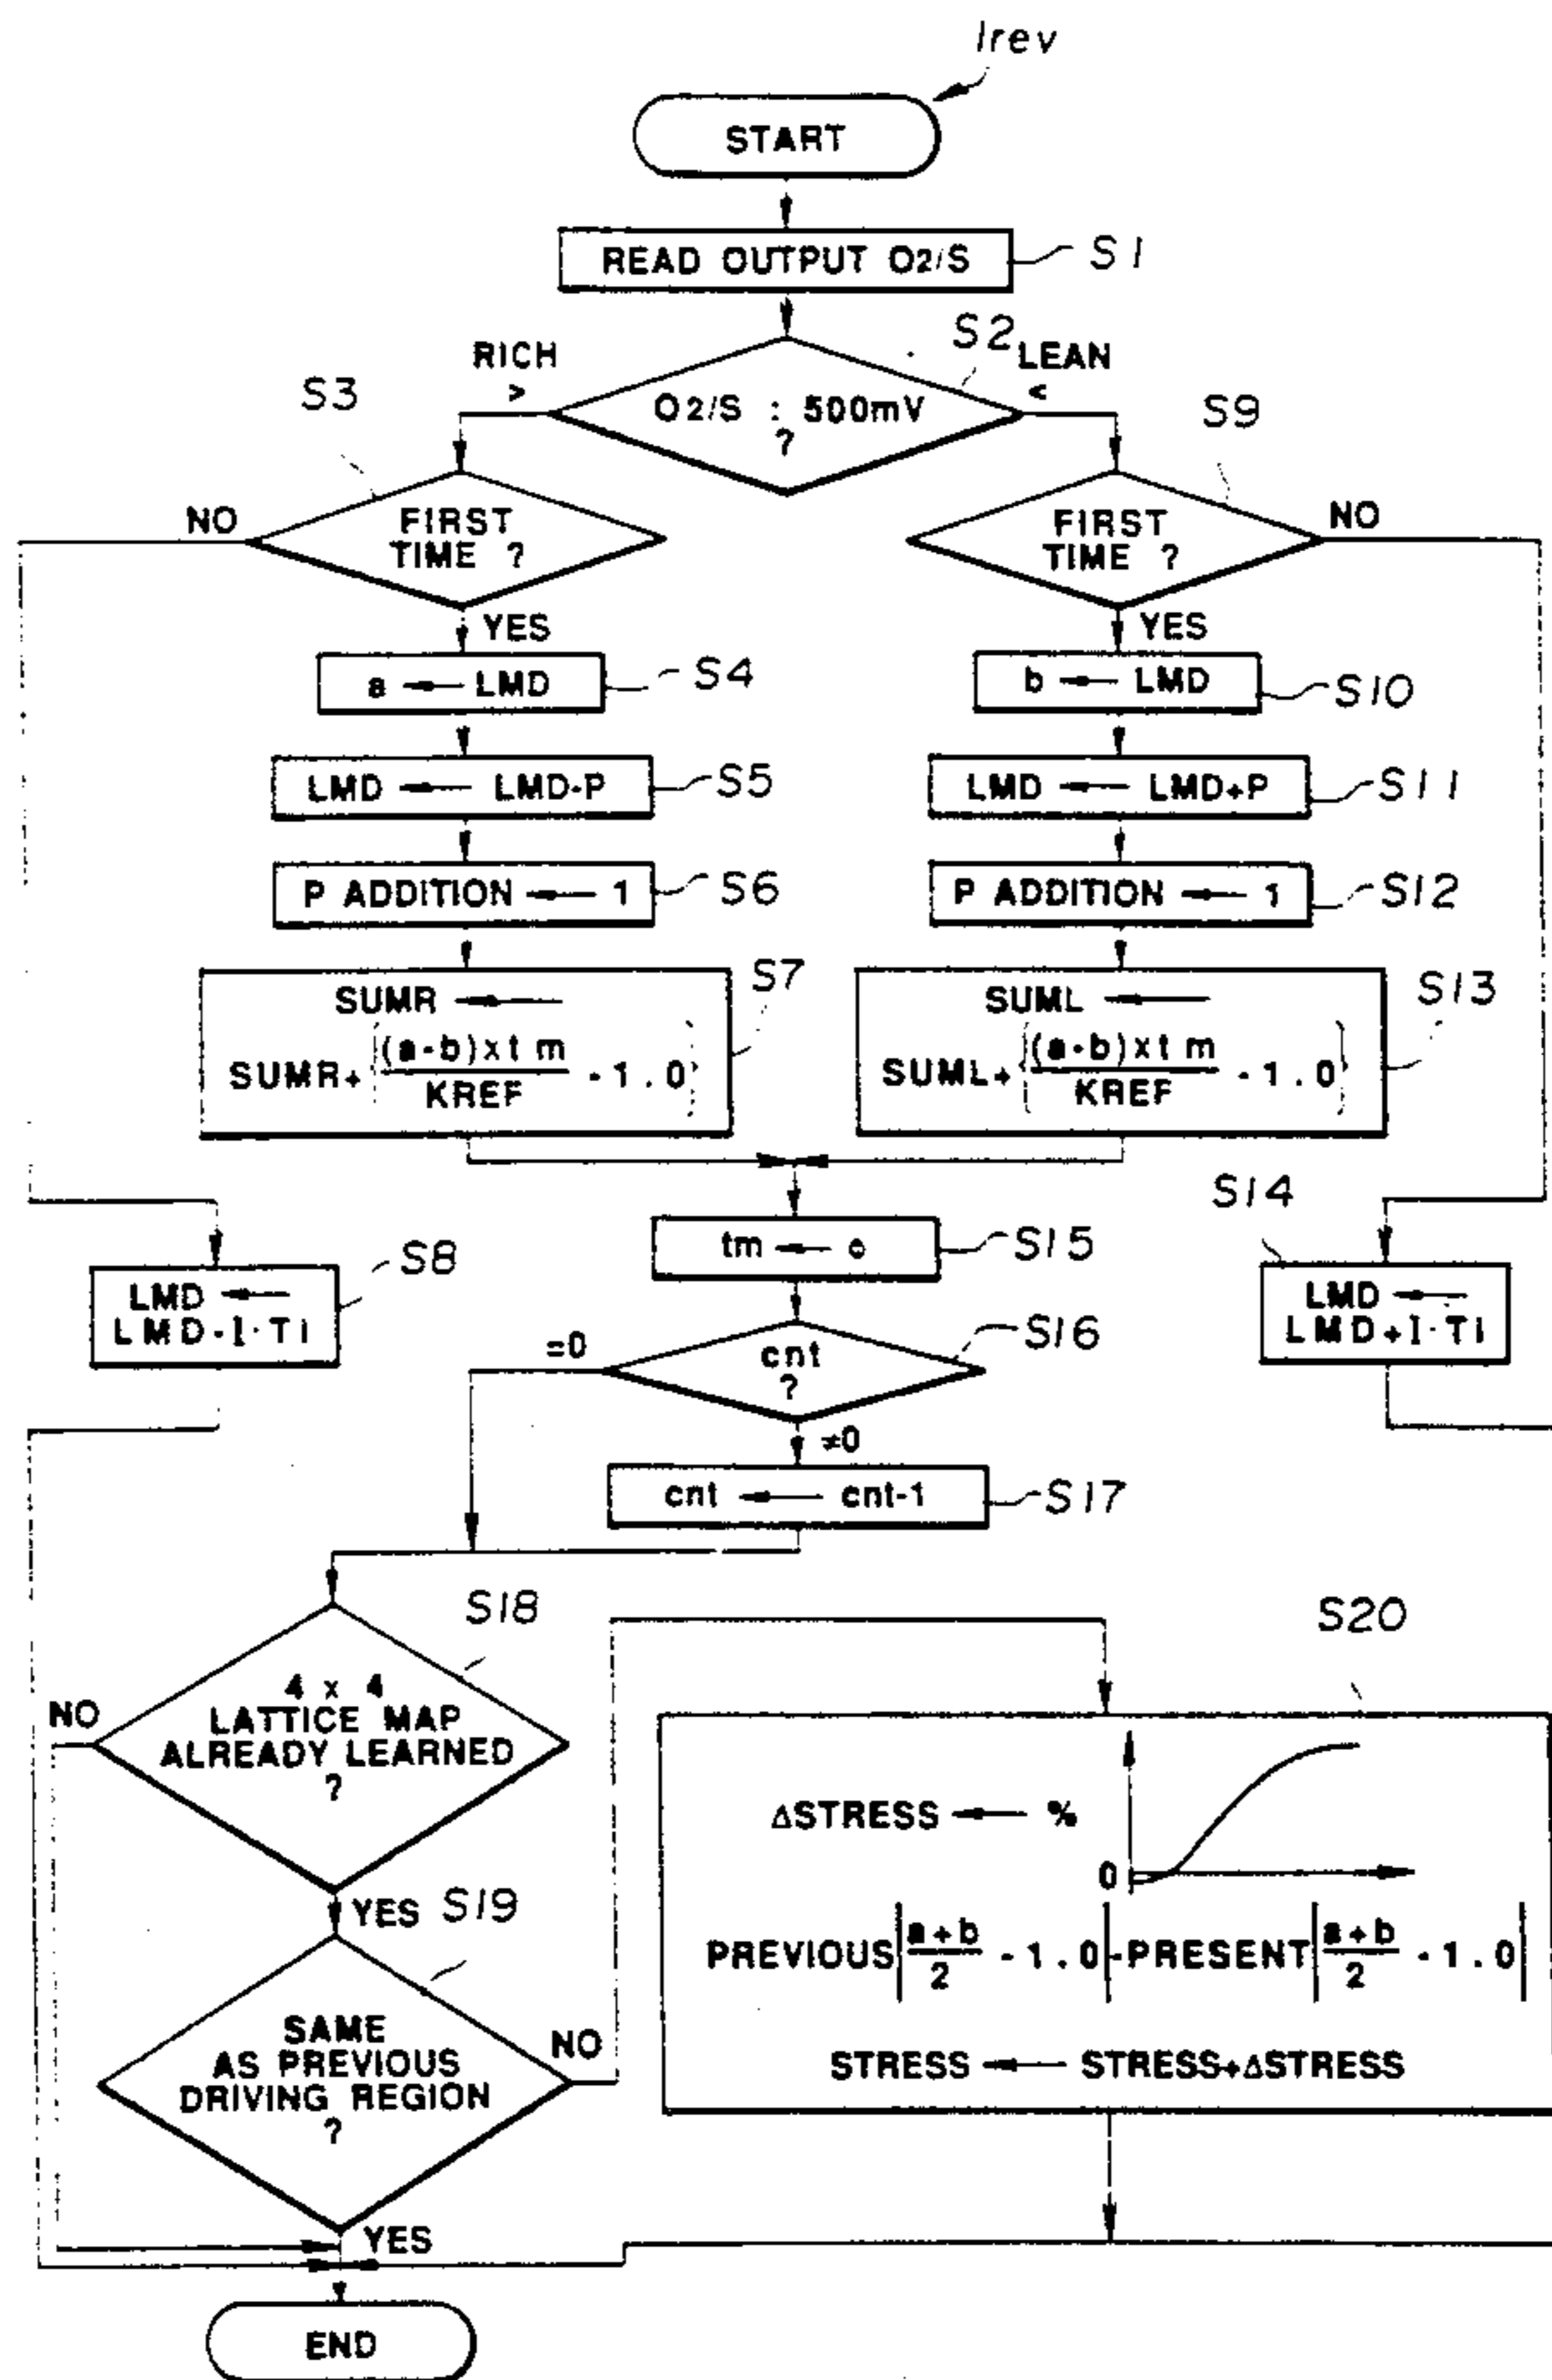 1rev
START
READ OUTPUT O2/S
S1
RICH
>
S2
LEAN
<
O2/S : 500mV
?
S3
NO
FIRST
TIME ?
YES
S9
NO
FIRST
TIME ?
YES
a ← LMD
S4
b ← LMD
S10
LMD ← LMD-P
S5
LMD ← LMD+P
S11
P ADDITION ← 1
S6
P ADDITION ← 1
S12
SUMR ←
SUMR+{(a-b)×tm/KREF -1.0}
S7
SUML ←
SUML+{(a-b)×tm/KREF -1.0}
S13
tm ← 0
S15
LMD ←
LMD-I·Ti
S8
S14
LMD ←
LMD+I·Ti
=0
cnt
?
S16
≠0
cnt ← cnt-1
S17
S18
NO
4 x 4
LATTICE MAP
ALREADY LEARNED
?
YES
S19
SAME
AS PREVIOUS
DRIVING REGION
?
NO
YES
S20
ΔSTRESS ← %
0
PREVIOUS|a+b/2 -1.0|-PRESENT|a+b/2 -1.0|
STRESS ← STRESS+ΔSTRESS
END